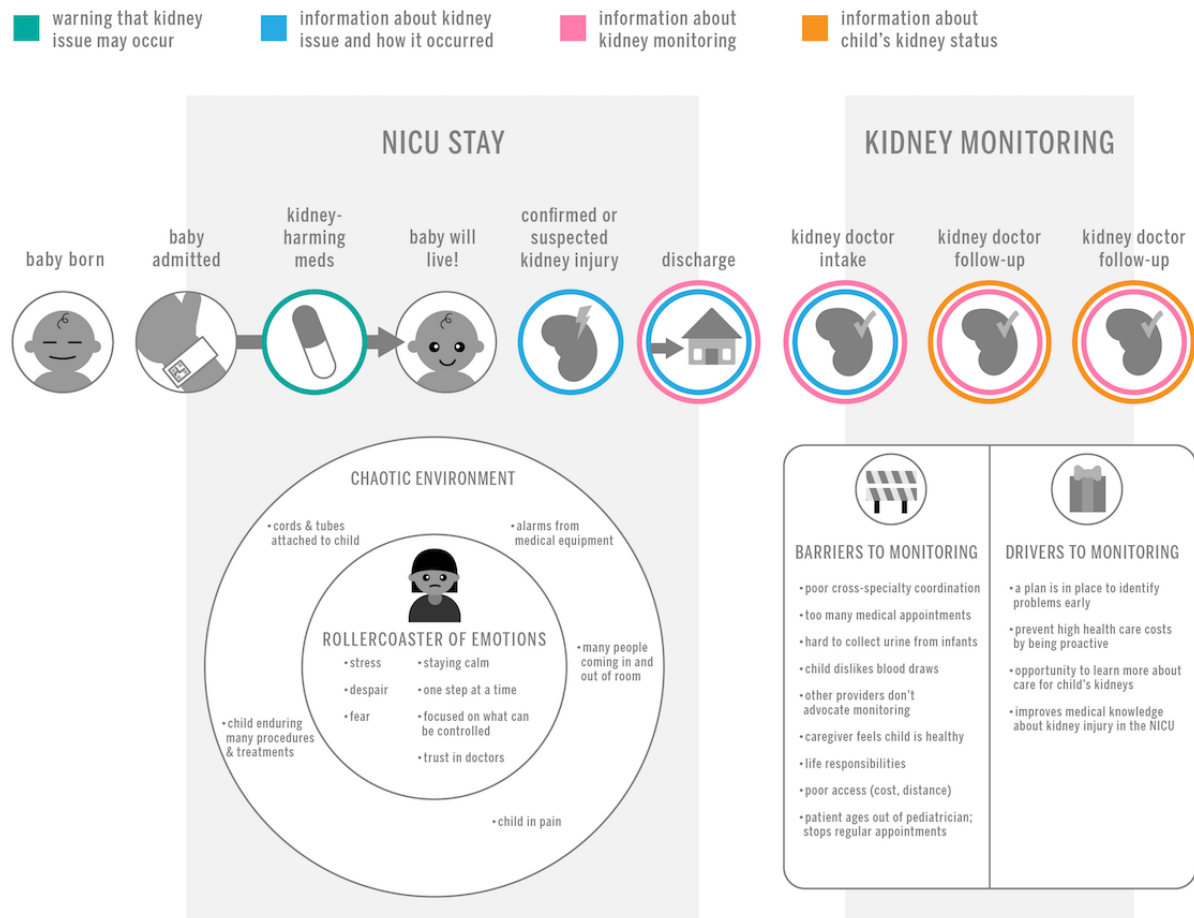 warning that kidney
issue may occur
information about kidney
issue and how it occurred
information about
kidney monitoring
information about
child's kidney status
NICU STAY
KIDNEY MONITORING
baby born
baby
admitted
kidney-
harming
meds
baby will
live!
confirmed or
suspected
kidney injury
discharge
kidney doctor
intake
kidney doctor
follow-up
kidney doctor
follow-up
CHAOTIC ENVIRONMENT
• cords & tubes
attached to child
• alarms from
medical equipment
• many people
coming in and
out of room
• child enduring
many procedures
& treatments
• child in pain
ROLLERCOASTER OF EMOTIONS
• stress
• despair
• fear
• staying calm
• one step at a time
• focused on what can
be controlled
• trust in doctors
BARRIERS TO MONITORING
• poor cross-specialty coordination
• too many medical appointments
• hard to collect urine from infants
• child dislikes blood draws
• other providers don't
advocate monitoring
• caregiver feels child is healthy
• life responsibilities
• poor access (cost, distance)
• patient ages out of pediatrician;
stops regular appointments
DRIVERS TO MONITORING
• a plan is in place to identify
problems early
• prevent high health care costs
by being proactive
• opportunity to learn more about
care for child's kidneys
• improves medical knowledge
about kidney injury in the NICU